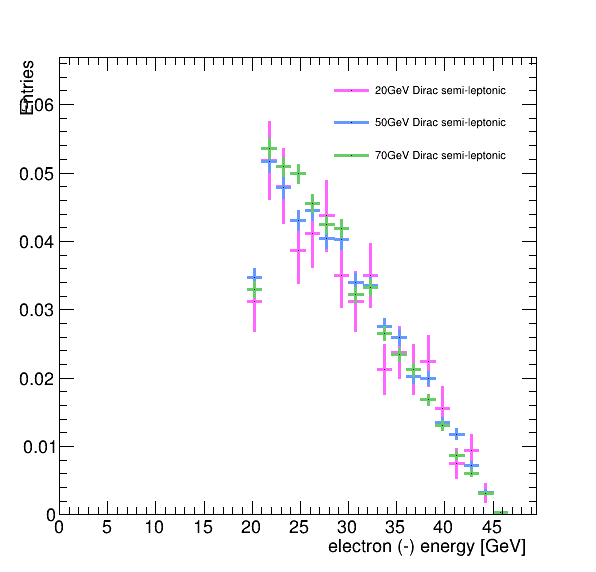 Entries
20GeV Dirac semi-leptonic
50GeV Dirac semi-leptonic
70GeV Dirac semi-leptonic
0.06
0.05
0.04
0.03
0.02
0.01
0
0 5 10 15 20 25 30 35 40 45
electron (-) energy [GeV]